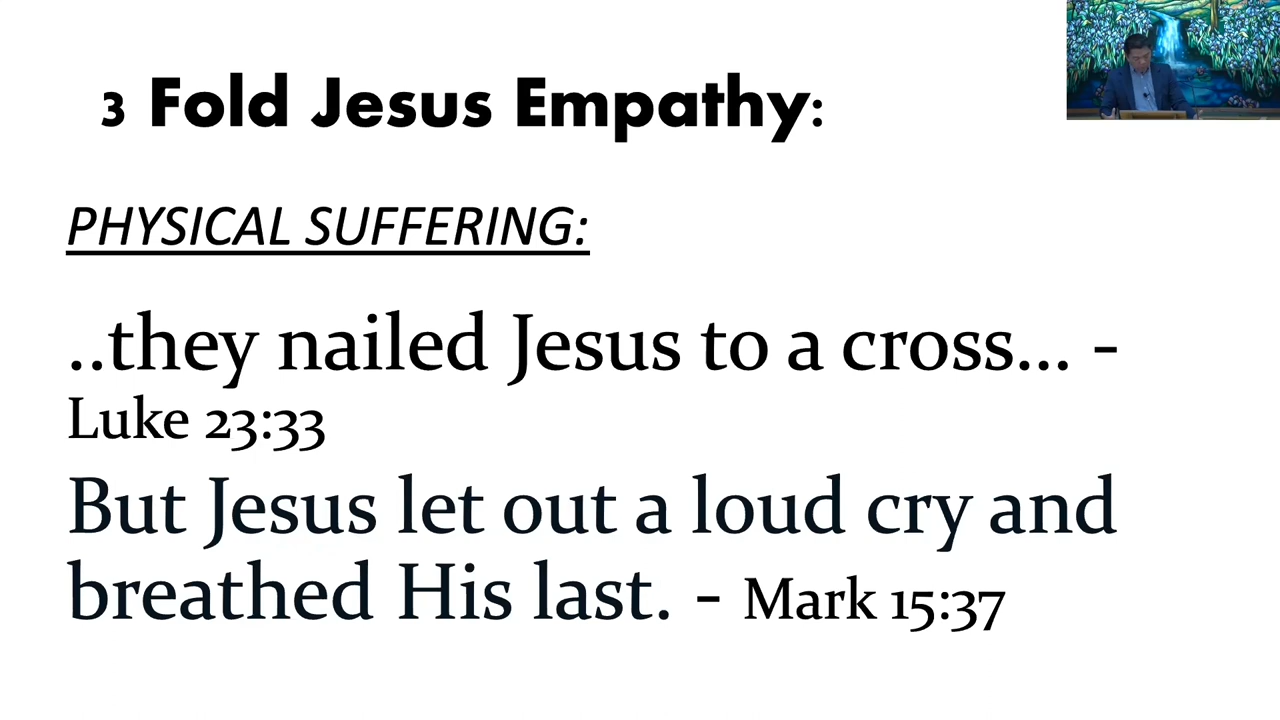 3 Fold Jesus Empathy:
PHYSICAL SUFFERING:
..they nailed Jesus to a cross... -
Luke 23:33
But Jesus let out a loud cry and
breathed His last. - Mark 15:37